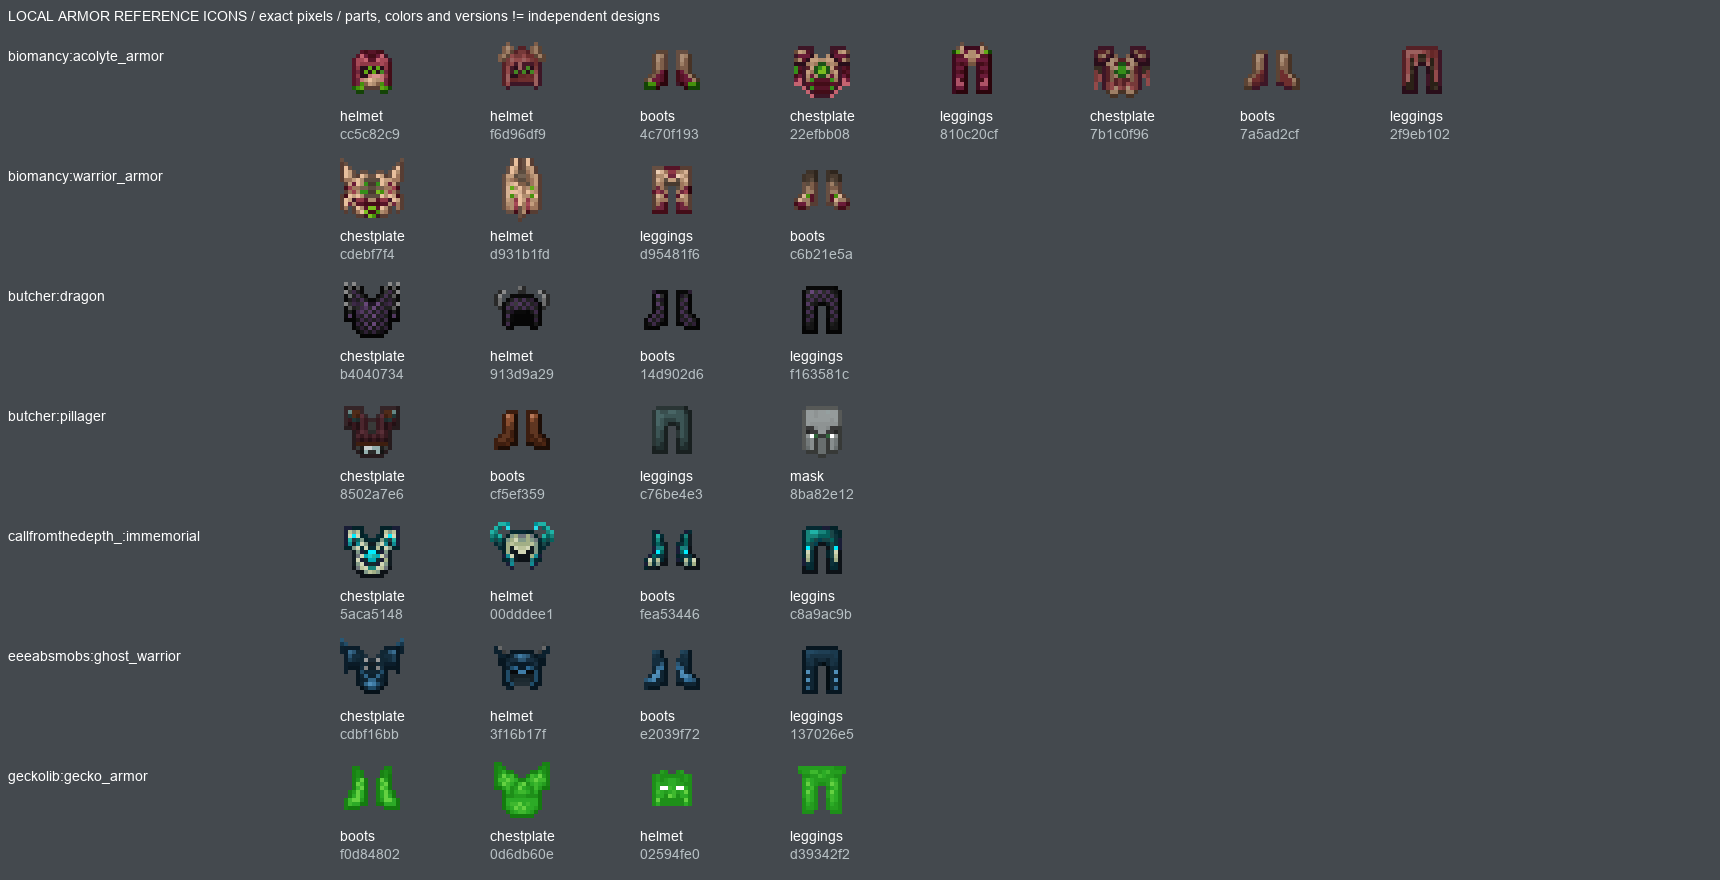 LOCAL ARMOR REFERENCE ICONS / exact pixels / parts, colors and versions != independent designs
biomancy:acolyte_armor
helmet helmet boots chestplate leggings chestplate boots leggings
cc5c82c9 f6d96df9 4c70f193 22efbb08 810c20cf 7b1c0f96 7a5ad2cf 2f9eb102
biomancy:warrior_armor
chestplate helmet leggings boots
cdebf7f4 d931b1fd d95481f6 c6b21e5a
butcher:dragon
chestplate helmet boots leggings
b4040734 913d9a29 14d902d6 f163581c
butcher:pillager
chestplate boots leggings mask
8502a7e6 cf5ef359 c76be4e3 8ba82e12
callfromthedepth_:immemorial
chestplate helmet boots leggins
5aca5148 00dddee1 fea53446 c8a9ac9b
eeeabsmobs:ghost_warrior
chestplate helmet boots leggings
cdbf16bb 3f16b17f e2039f72 137026e5
geckolib:gecko_armor
boots chestplate helmet leggings
f0d84802 0d6db60e 02594fe0 d39342f2